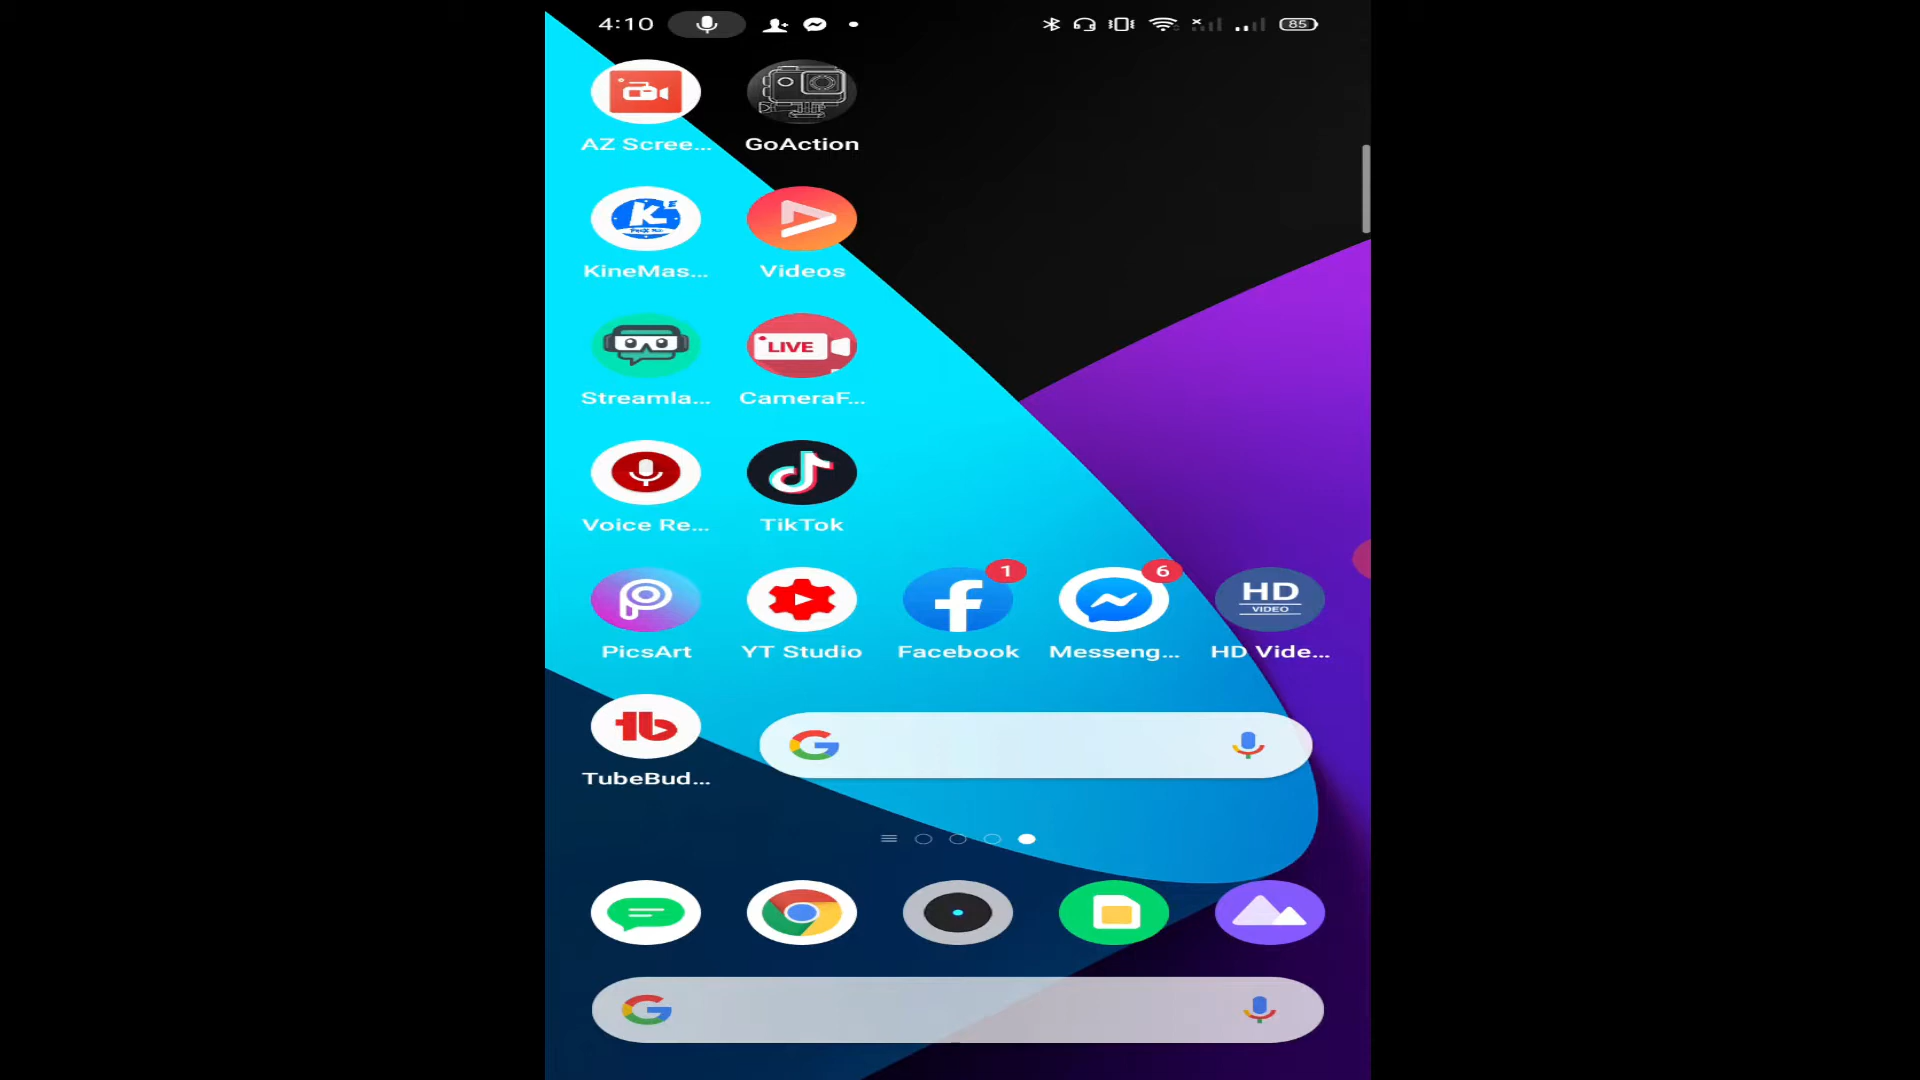 4:10
85
AZ Scree...
GoAction
KineMas...
Videos
LIVE
Streamla...
CameraF...
Voice Re...
TikTok
1
6
HD
VIDEO
PicsArt
YT Studio
Facebook
Messeng...
HD Vide...
TubeBud...